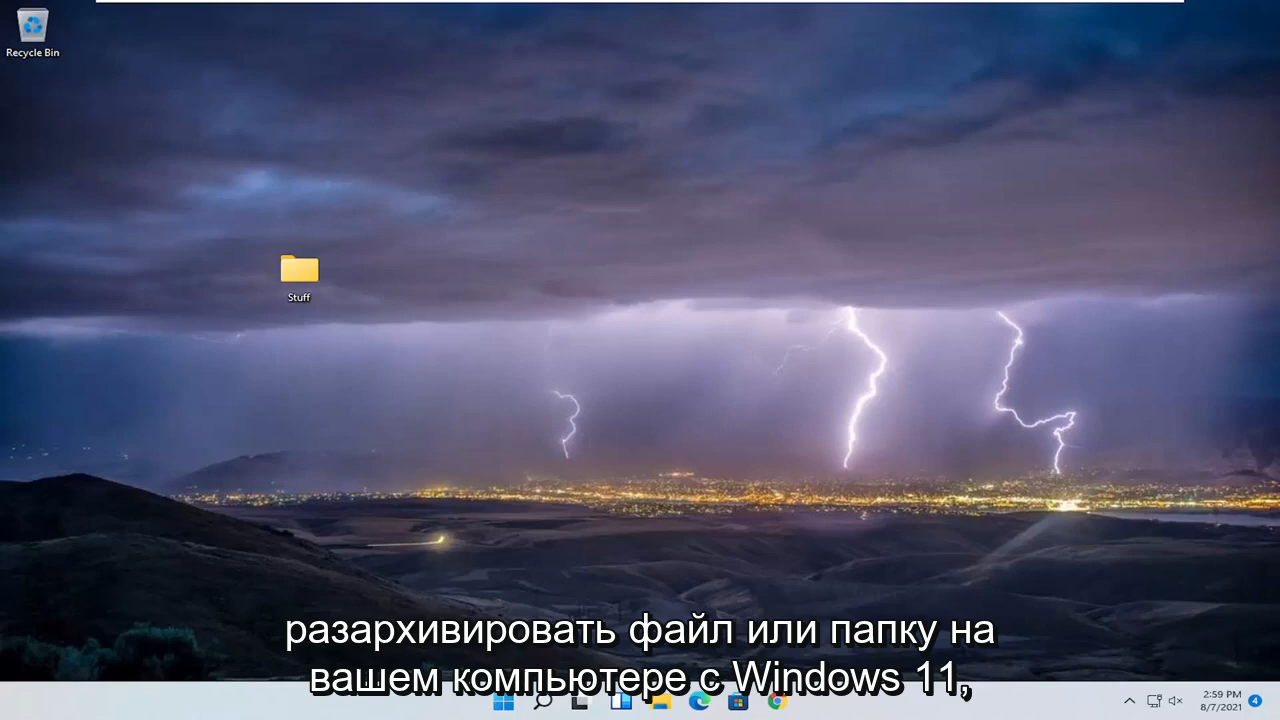 Recycle Bin
Stuff
разархивировать файл или папку на
вашем компьютере с Windows 11,
2:59 PM
8/7/2021
4